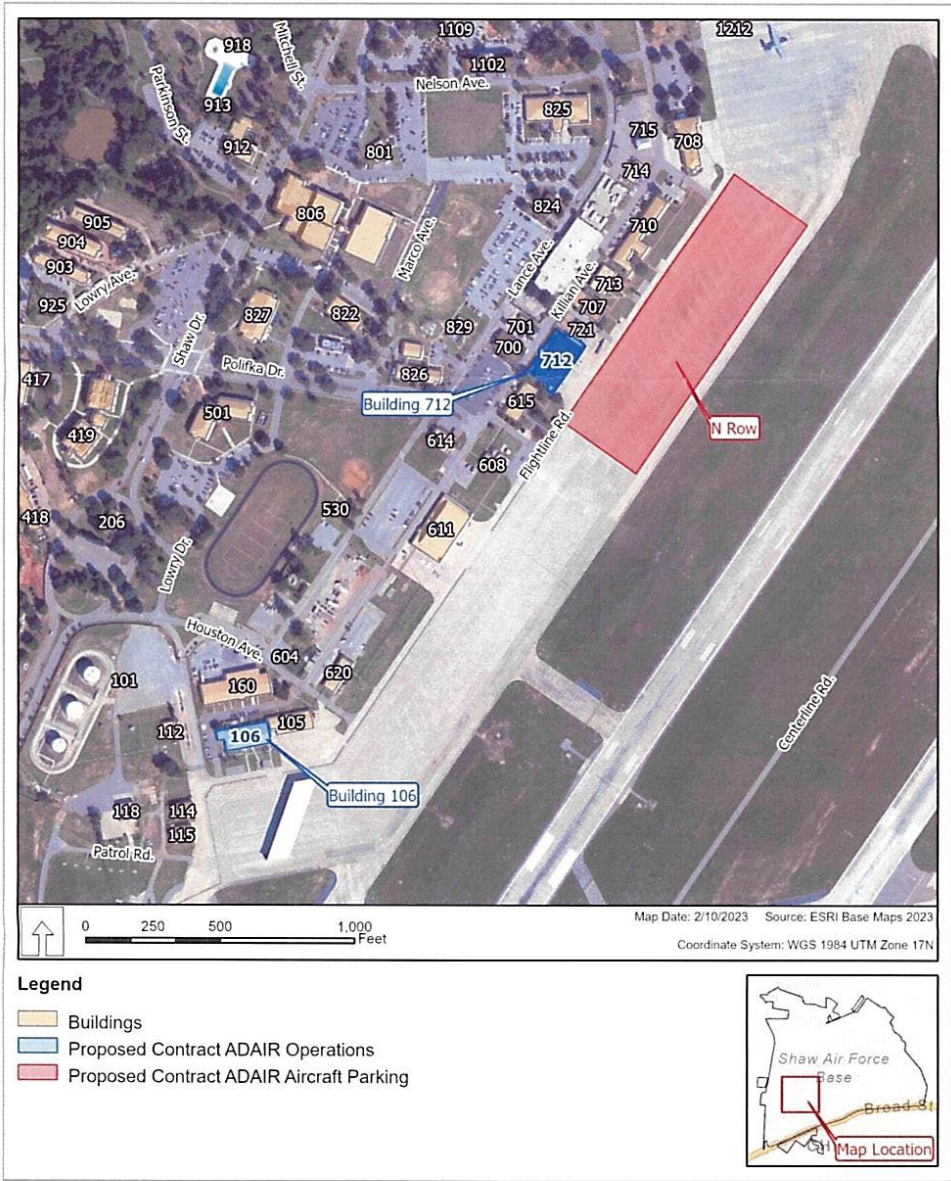 1109
1212
918
Mitchell St.
1102
Nelson Ave.
Parkinson St.
913
825
715
708
912
801
714
905
806
824
710
904
Marco Ave.
Lance Ave.
903
Lowry Ave.
Killian Ave.
713
925
707
827
822
829
701
721
Shaw Dr.
700
712
Polifka Dr.
417
826
Building 712
615
501
419
614
Flightline Rd.
N Row
608
418
206
530
611
Lowry Dr.
Houston Ave.
604
620
101
160
112
105
106
Centerline Rd.
Building 106
118
114
115
Patrol Rd.
Map Date: 2/10/2023 Source: ESRI Base Maps 2023
0 250 500 1,000
Feet
Coordinate System: WGS 1984 UTM Zone 17N
Legend
Buildings
Proposed Contract ADAIR Operations
Proposed Contract ADAIR Aircraft Parking
Shaw Air Force
Base
Broad St
Map Location